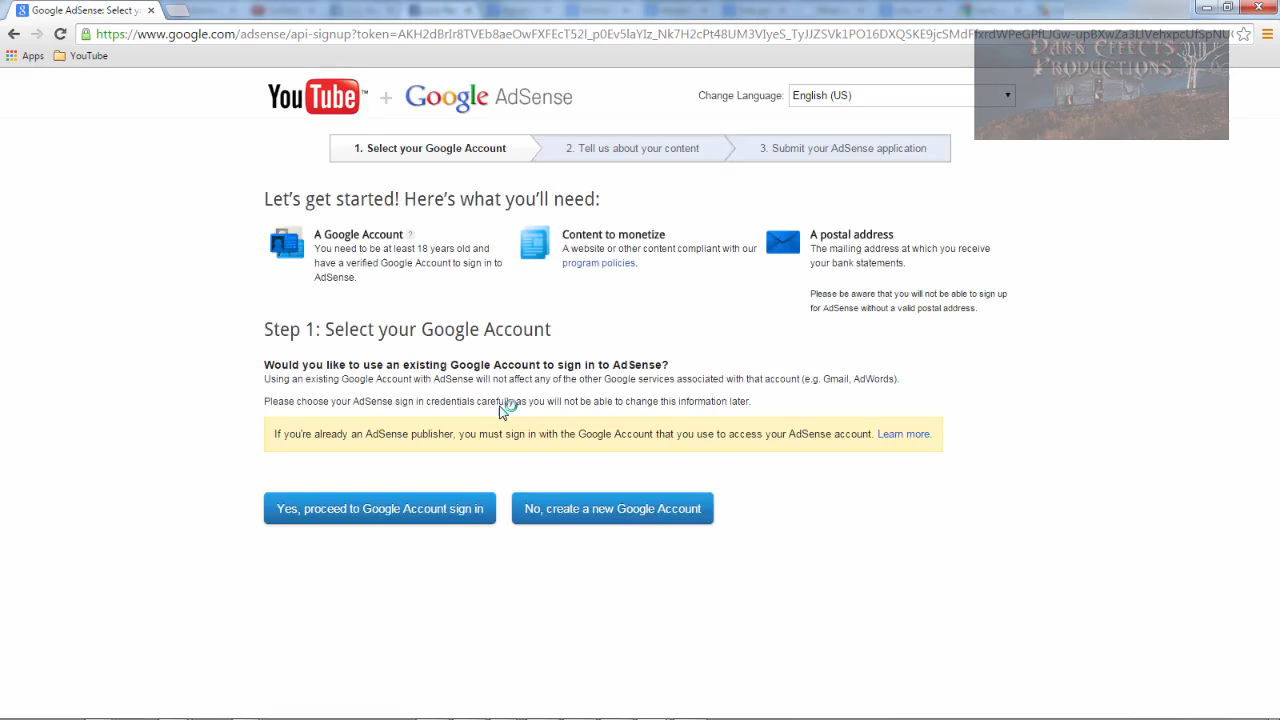 Google AdSense: Select y
https://www.google.com/adsense/api-signup?token=
Apps YouTube
DARK EFFECTS
PRODUCTIONS
YouTube + Google AdSense Change Language: English (US)
1. Select your Google Account 2. Tell us about your content 3. Submit your AdSense application
Let's get started! Here's what you'll need:
A Google Account ?
You need to be at least 18 years old and
have a verified Google Account to sign in to
AdSense.
Content to monetize
A website or other content compliant with our
program policies.
A postal address
The mailing address at which you receive
your bank statements.
Please be aware that you will not be able to sign up
for AdSense without a valid postal address.
Step 1: Select your Google Account
Would you like to use an existing Google Account to sign in to AdSense?
Using an existing Google Account with AdSense will not affect any of the other Google services associated with that account (e.g. Gmail, AdWords).
Please choose your AdSense sign in credentials carefully as you will not be able to change this information later.
If you're already an AdSense publisher, you must sign in with the Google Account that you use to access your AdSense account. Learn more.
Yes, proceed to Google Account sign in No, create a new Google Account